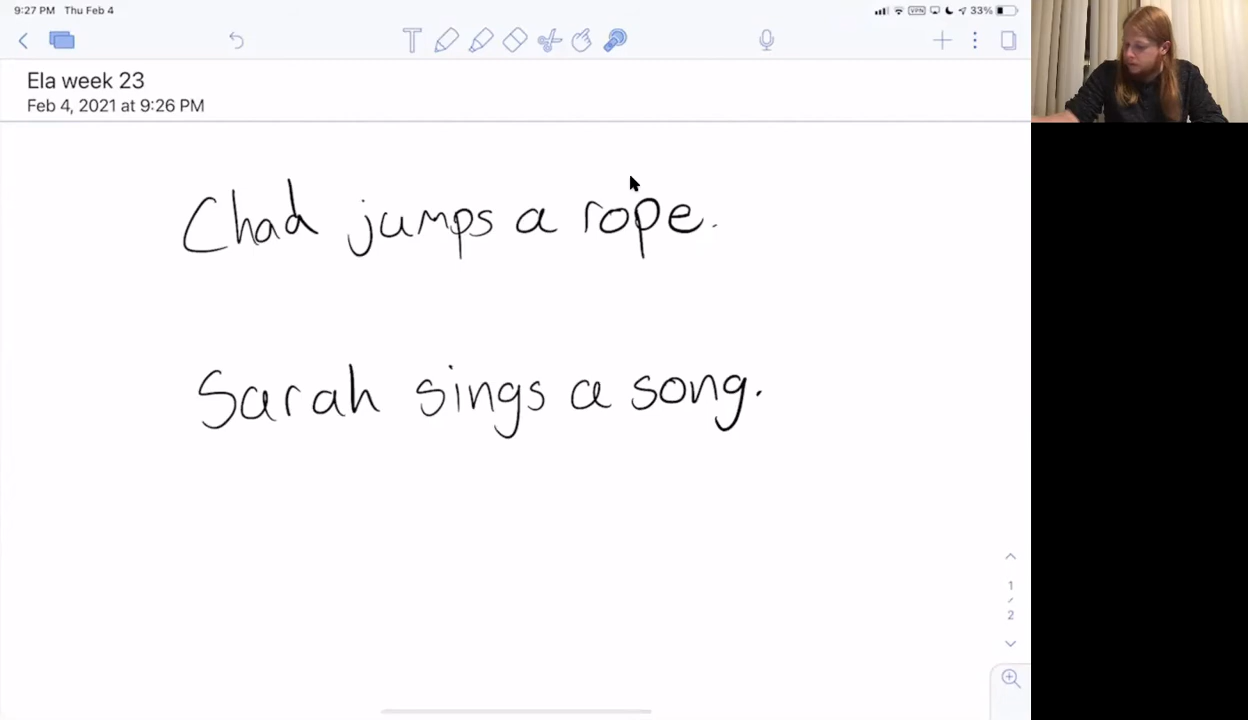 9:27 PM Thu Feb 4
VPN 33%
T
Ela week 23
Feb 4, 2021 at 9:26 PM
Chad jumps a rope.
Sarah sings a song.
1
/
2